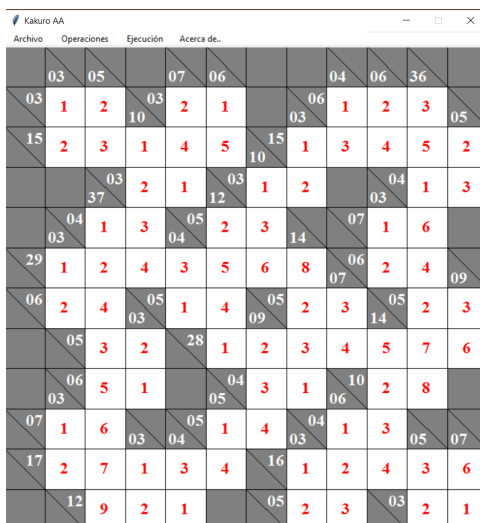 Kakuro AA
Archivo Operaciones Ejecución Acerca de..
03 05 07 06 04 06 36
03 1 2 03 10 2 1 06 03 1 2 3 05
15 2 3 1 4 5 15 10 1 3 4 5 2
03 37 2 1 03 12 1 2 04 03 1 3
04 03 1 3 05 04 2 3 14 07 1 6
29 1 2 4 3 5 6 8 06 07 2 4 09
06 2 4 05 03 1 4 05 09 2 3 05 14 2 3
05 3 2 28 1 2 3 4 5 7 6
06 03 5 1 04 05 3 1 10 06 2 8
07 1 6 03 05 04 1 4 04 03 1 3 05 07
17 2 7 1 3 4 16 1 2 4 3 6
12 9 2 1 05 2 3 03 2 1